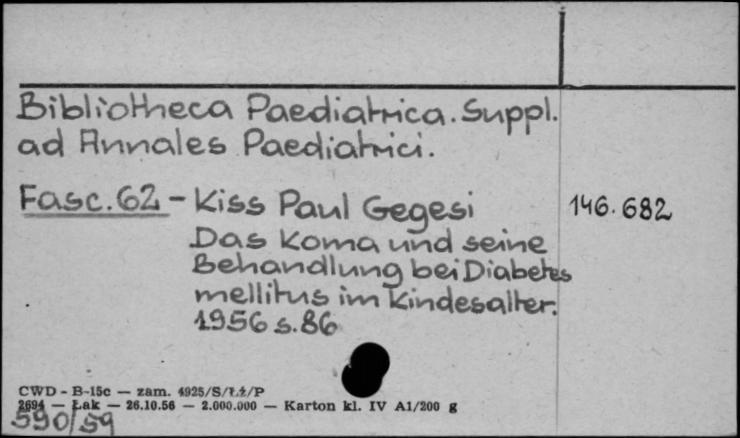 Bibliotheca Paediatrica. Suppl.
ad Annales Paediatrici.
Fasc. 62 - Kiss Paul Gegesi 146.682
Das Koma und seine
Behandlung bei Diabetes
mellitus im Kindesalter.
1956 s. 86
CWD - B-15c — zam. 4925/S/Łż/P
2694 — Łak — 26.10.56 — 2.000.000 — Karton kl. IV A1/200 g
590/59